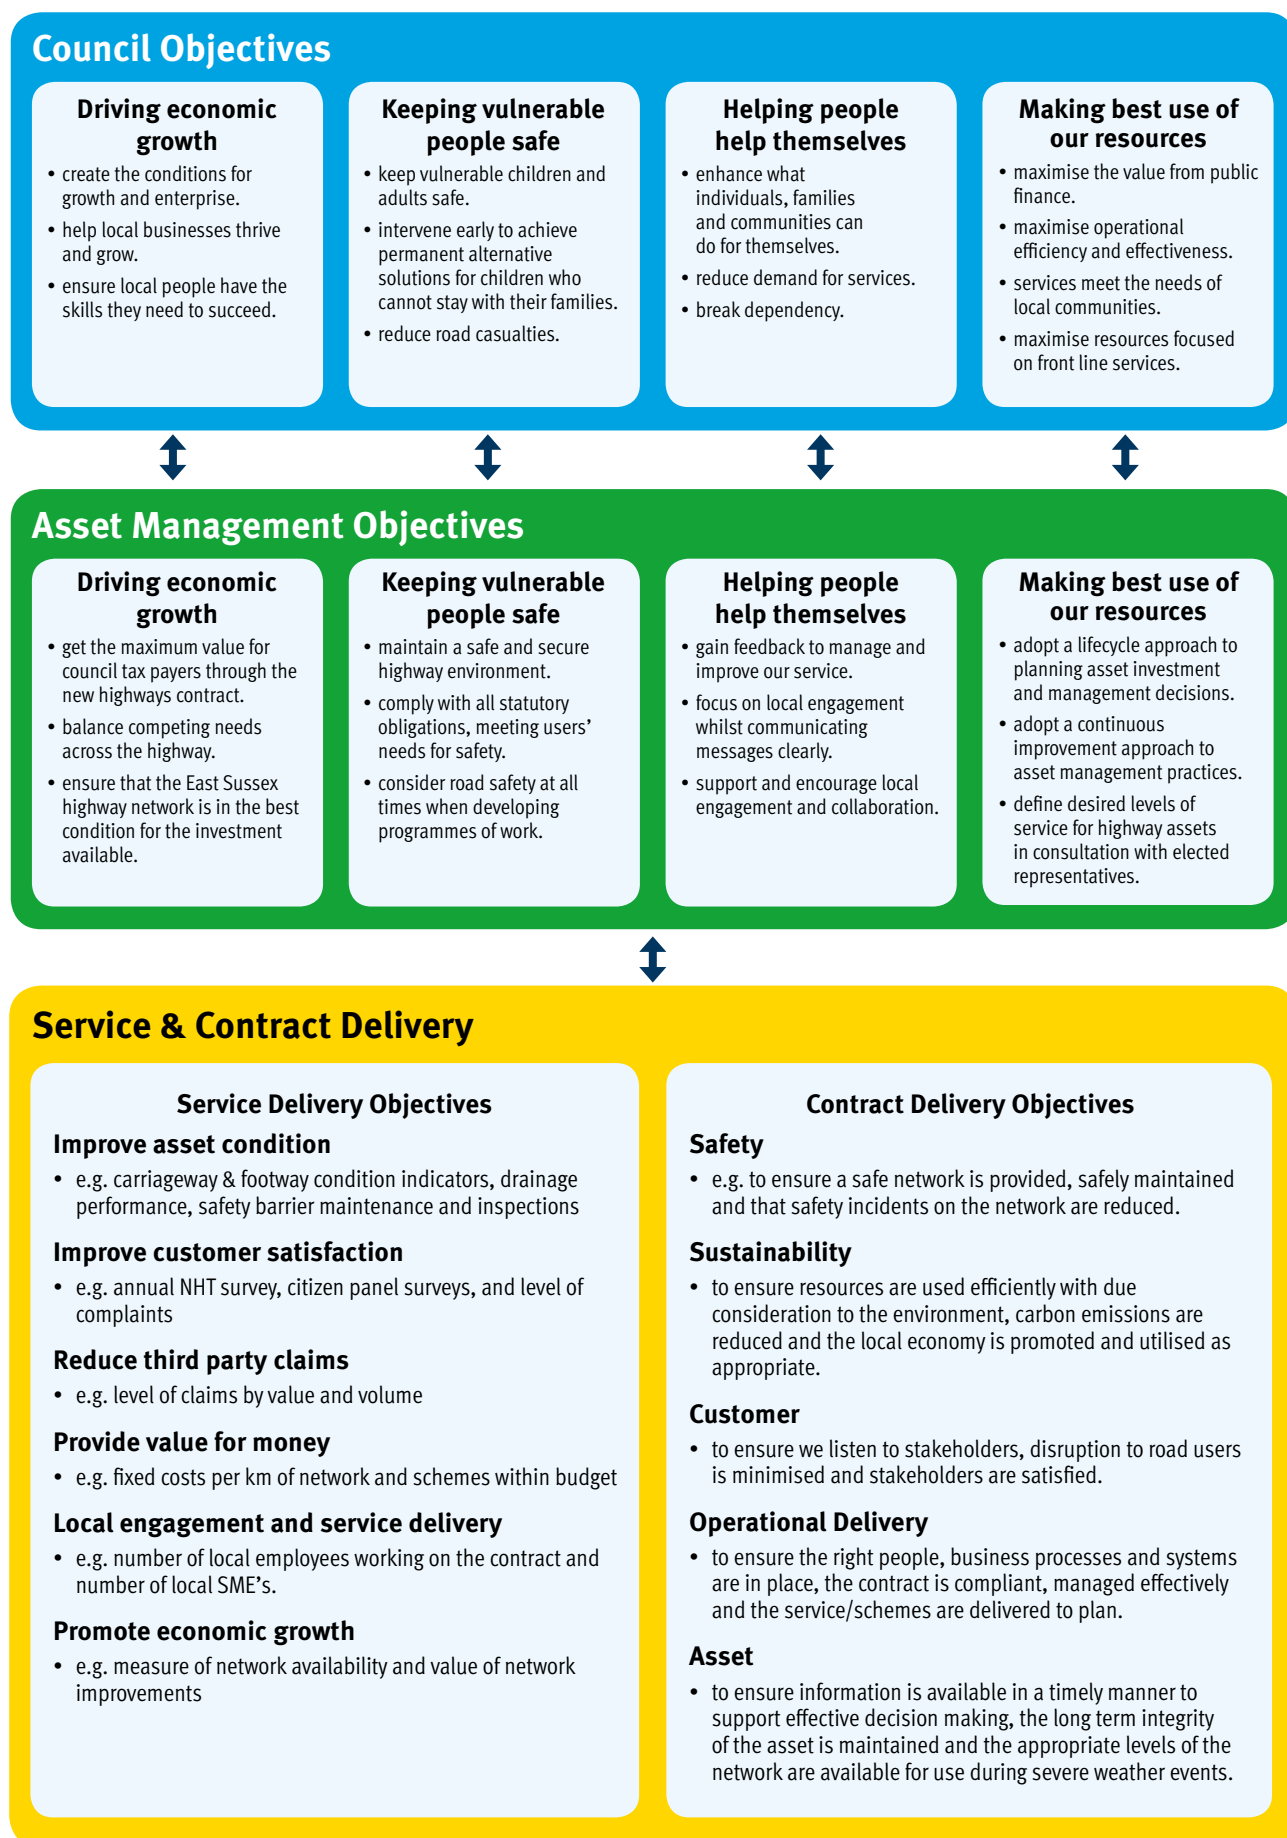 Council Objectives
Driving economic
growth
• create the conditions for
growth and enterprise.
• help local businesses thrive
and grow.
• ensure local people have the
skills they need to succeed.
Keeping vulnerable
people safe
• keep vulnerable children and
adults safe.
• intervene early to achieve
permanent alternative
solutions for children who
cannot stay with their families.
• reduce road casualties.
Helping people
help themselves
• enhance what
individuals, families
and communities can
do for themselves.
• reduce demand for services.
• break dependency.
Making best use of
our resources
• maximise the value from public
finance.
• maximise operational
efficiency and effectiveness.
• services meet the needs of
local communities.
• maximise resources focused
on front line services.
Asset Management Objectives
Driving economic
growth
• get the maximum value for
council tax payers through the
new highways contract.
• balance competing needs
across the highway.
• ensure that the East Sussex
highway network is in the best
condition for the investment
available.
Keeping vulnerable
people safe
• maintain a safe and secure
highway environment.
• comply with all statutory
obligations, meeting users’
needs for safety.
• consider road safety at all
times when developing
programmes of work.
Helping people
help themselves
• gain feedback to manage and
improve our service.
• focus on local engagement
whilst communicating
messages clearly.
• support and encourage local
engagement and collaboration.
Making best use of
our resources
• adopt a lifecycle approach to
planning asset investment
and management decisions.
• adopt a continuous
improvement approach to
asset management practices.
• define desired levels of
service for highway assets
in consultation with elected
representatives.
Service & Contract Delivery
Service Delivery Objectives
Improve asset condition
• e.g. carriageway & footway condition indicators, drainage
performance, safety barrier maintenance and inspections
Improve customer satisfaction
• e.g. annual NHT survey, citizen panel surveys, and level of
complaints
Reduce third party claims
• e.g. level of claims by value and volume
Provide value for money
• e.g. fixed costs per km of network and schemes within budget
Local engagement and service delivery
• e.g. number of local employees working on the contract and
number of local SME’s.
Promote economic growth
• e.g. measure of network availability and value of network
improvements
Contract Delivery Objectives
Safety
• e.g. to ensure a safe network is provided, safely maintained
and that safety incidents on the network are reduced.
Sustainability
• to ensure resources are used efficiently with due
consideration to the environment, carbon emissions are
reduced and the local economy is promoted and utilised as
appropriate.
Customer
• to ensure we listen to stakeholders, disruption to road users
is minimised and stakeholders are satisfied.
Operational Delivery
• to ensure the right people, business processes and systems
are in place, the contract is compliant, managed effectively
and the service/schemes are delivered to plan.
Asset
• to ensure information is available in a timely manner to
support effective decision making, the long term integrity
of the asset is maintained and the appropriate levels of the
network are available for use during severe weather events.